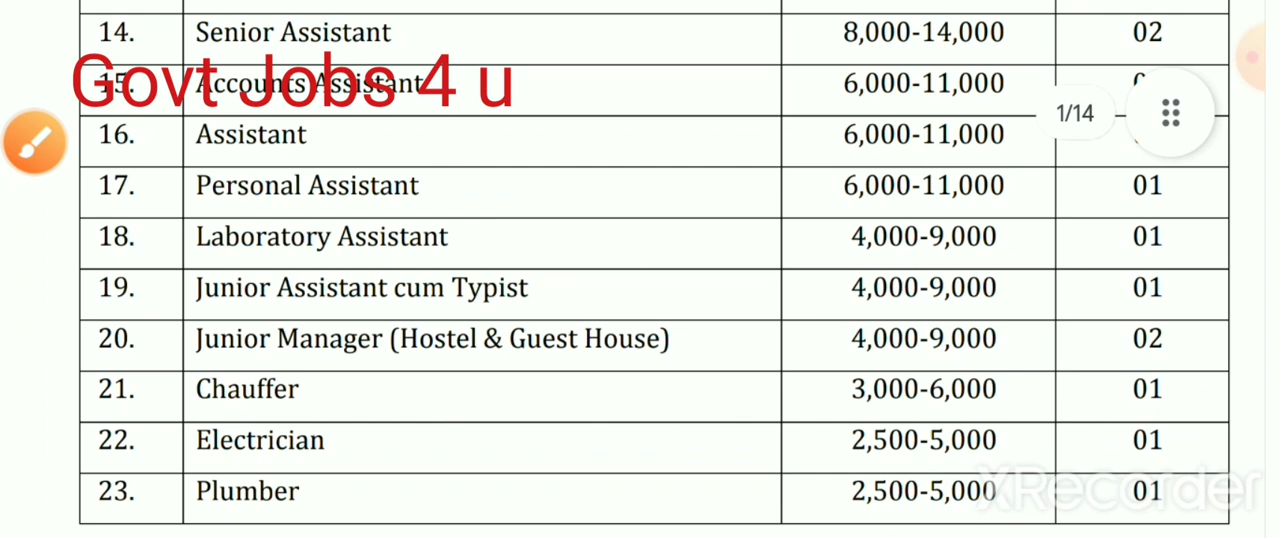 14. Senior Assistant 8,000-14,000 02
Govt Jobs 4 u
15. Accounts Assistant 6,000-11,000
1/14
16. Assistant 6,000-11,000
17. Personal Assistant 6,000-11,000 01
18. Laboratory Assistant 4,000-9,000 01
19. Junior Assistant cum Typist 4,000-9,000 01
20. Junior Manager (Hostel & Guest House) 4,000-9,000 02
21. Chauffer 3,000-6,000 01
22. Electrician 2,500-5,000 01
23. Plumber 2,500-5,000 01
XRecorder